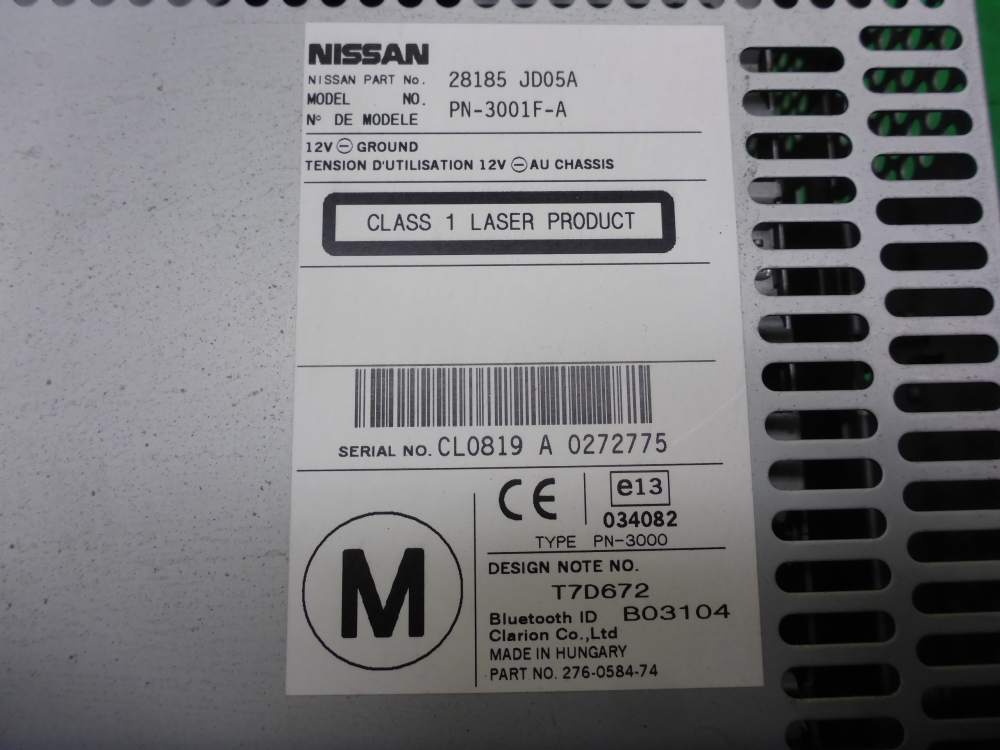 NISSAN
NISSAN PART No. 28185 JD05A
MODEL NO. PN-3001F-A
N° DE MODELE
12V ⊖ GROUND
TENSION D'UTILISATION 12V ⊖ AU CHASSIS
CLASS 1 LASER PRODUCT
SERIAL NO. CL0819 A 0272775
CE
e13
034082
TYPE PN-3000
M
DESIGN NOTE NO.
T7D672
Bluetooth ID B03104
Clarion Co.,Ltd
MADE IN HUNGARY
PART NO. 276-0584-74